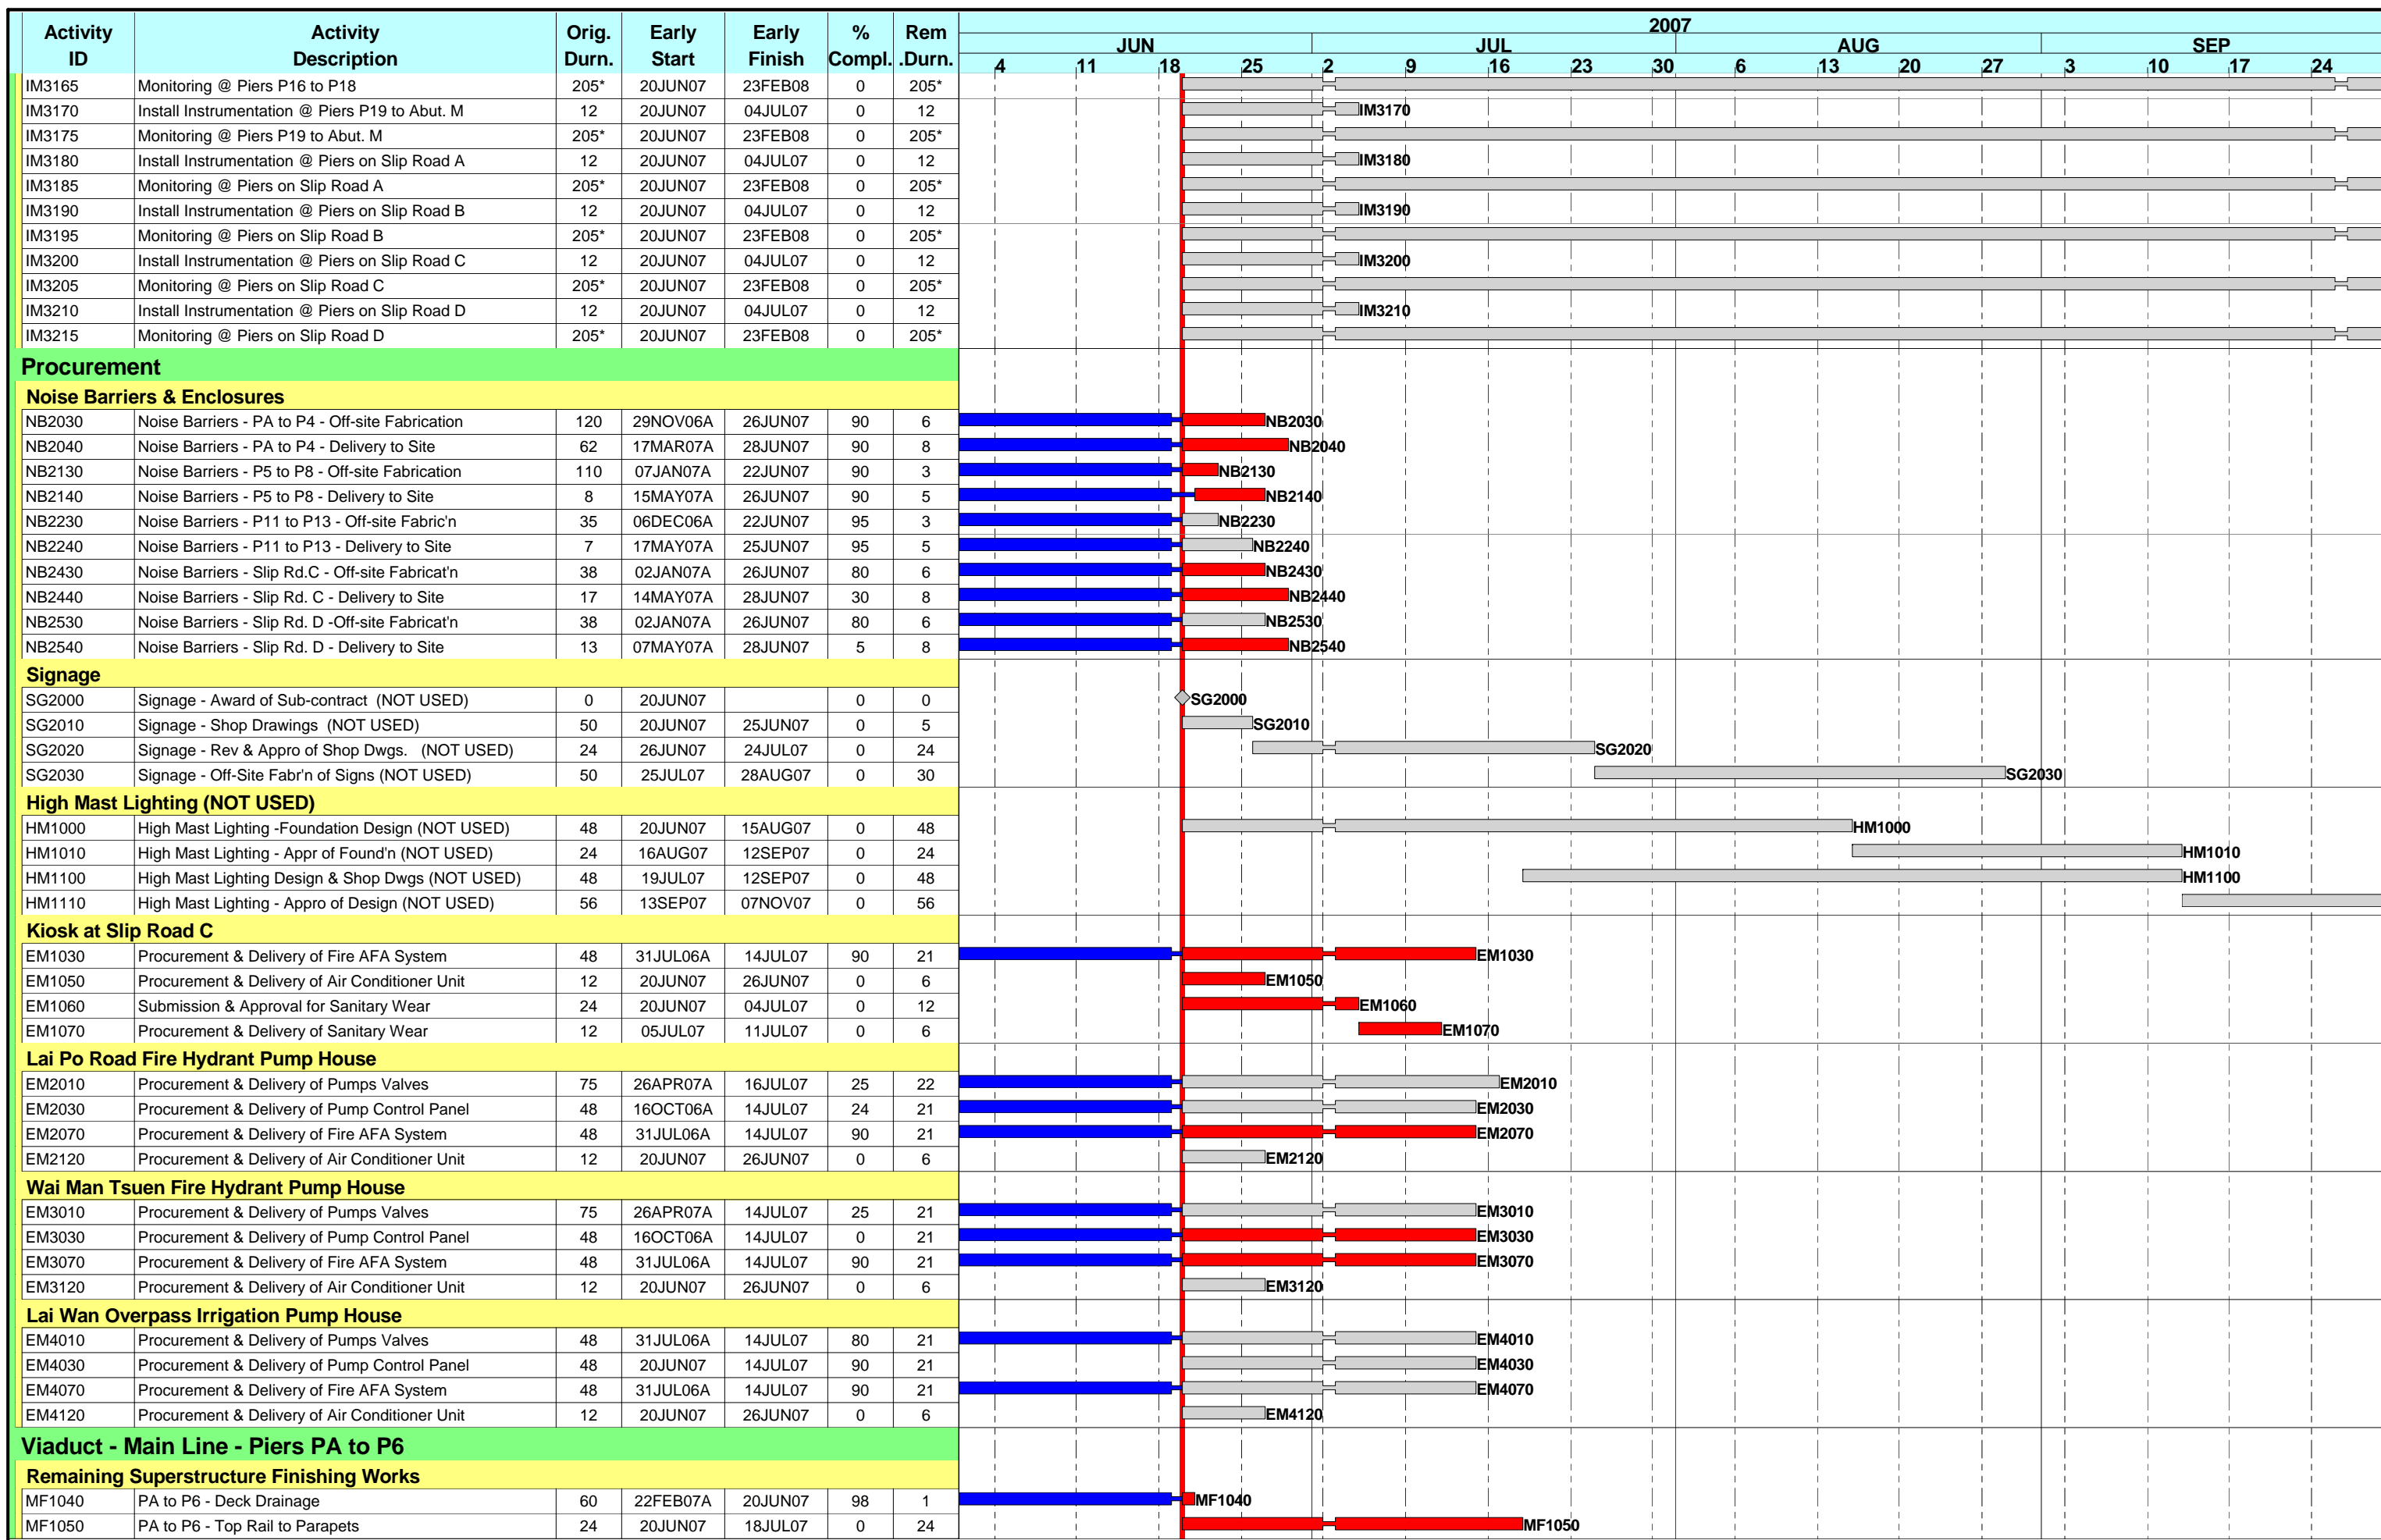 2007
Activity Activity Orig. Early Early % Rem
JUN JUL AUG SEP
ID Description Durn. Start Finish Compl. .Durn.
4 11 18 25 2 9 16 23 30 6 13 20 27 3 10 17 24
IM3165 Monitoring @ Piers P16 to P18 205* 20JUN07 23FEB08 0 205*
IM3170 Install Instrumentation @ Piers P19 to Abut. M 12 20JUN07 04JUL07 0 12 IM3170
IM3175 Monitoring @ Piers P19 to Abut. M 205* 20JUN07 23FEB08 0 205*
IM3180 Install Instrumentation @ Piers on Slip Road A 12 20JUN07 04JUL07 0 12 IM3180
IM3185 Monitoring @ Piers on Slip Road A 205* 20JUN07 23FEB08 0 205*
IM3190 Install Instrumentation @ Piers on Slip Road B 12 20JUN07 04JUL07 0 12 IM3190
IM3195 Monitoring @ Piers on Slip Road B 205* 20JUN07 23FEB08 0 205*
IM3200 Install Instrumentation @ Piers on Slip Road C 12 20JUN07 04JUL07 0 12 IM3200
IM3205 Monitoring @ Piers on Slip Road C 205* 20JUN07 23FEB08 0 205*
IM3210 Install Instrumentation @ Piers on Slip Road D 12 20JUN07 04JUL07 0 12 IM3210
IM3215 Monitoring @ Piers on Slip Road D 205* 20JUN07 23FEB08 0 205*
Procurement
Noise Barriers & Enclosures
NB2030 Noise Barriers - PA to P4 - Off-site Fabrication 120 29NOV06A 26JUN07 90 6 NB2030
NB2040 Noise Barriers - PA to P4 - Delivery to Site 62 17MAR07A 28JUN07 90 8 NB2040
NB2130 Noise Barriers - P5 to P8 - Off-site Fabrication 110 07JAN07A 22JUN07 90 3 NB2130
NB2140 Noise Barriers - P5 to P8 - Delivery to Site 8 15MAY07A 26JUN07 90 5 NB2140
NB2230 Noise Barriers - P11 to P13 - Off-site Fabric'n 35 06DEC06A 22JUN07 95 3 NB2230
NB2240 Noise Barriers - P11 to P13 - Delivery to Site 7 17MAY07A 25JUN07 95 5 NB2240
NB2430 Noise Barriers - Slip Rd.C - Off-site Fabricat'n 38 02JAN07A 26JUN07 80 6 NB2430
NB2440 Noise Barriers - Slip Rd. C - Delivery to Site 17 14MAY07A 28JUN07 30 8 NB2440
NB2530 Noise Barriers - Slip Rd. D -Off-site Fabricat'n 38 02JAN07A 26JUN07 80 6 NB2530
NB2540 Noise Barriers - Slip Rd. D - Delivery to Site 13 07MAY07A 28JUN07 5 8 NB2540
Signage
SG2000 Signage - Award of Sub-contract (NOT USED) 0 20JUN07 0 0 SG2000
SG2010 Signage - Shop Drawings (NOT USED) 50 20JUN07 25JUN07 0 5 SG2010
SG2020 Signage - Rev & Appro of Shop Dwgs. (NOT USED) 24 26JUN07 24JUL07 0 24 SG2020
SG2030 Signage - Off-Site Fabr'n of Signs (NOT USED) 50 25JUL07 28AUG07 0 30 SG2030
High Mast Lighting (NOT USED)
HM1000 High Mast Lighting -Foundation Design (NOT USED) 48 20JUN07 15AUG07 0 48 HM1000
HM1010 High Mast Lighting - Appr of Found'n (NOT USED) 24 16AUG07 12SEP07 0 24 HM1010
HM1100 High Mast Lighting Design & Shop Dwgs (NOT USED) 48 19JUL07 12SEP07 0 48 HM1100
HM1110 High Mast Lighting - Appro of Design (NOT USED) 56 13SEP07 07NOV07 0 56
Kiosk at Slip Road C
EM1030 Procurement & Delivery of Fire AFA System 48 31JUL06A 14JUL07 90 21 EM1030
EM1050 Procurement & Delivery of Air Conditioner Unit 12 20JUN07 26JUN07 0 6 EM1050
EM1060 Submission & Approval for Sanitary Wear 24 20JUN07 04JUL07 0 12 EM1060
EM1070 Procurement & Delivery of Sanitary Wear 12 05JUL07 11JUL07 0 6 EM1070
Lai Po Road Fire Hydrant Pump House
EM2010 Procurement & Delivery of Pumps Valves 75 26APR07A 16JUL07 25 22 EM2010
EM2030 Procurement & Delivery of Pump Control Panel 48 16OCT06A 14JUL07 24 21 EM2030
EM2070 Procurement & Delivery of Fire AFA System 48 31JUL06A 14JUL07 90 21 EM2070
EM2120 Procurement & Delivery of Air Conditioner Unit 12 20JUN07 26JUN07 0 6 EM2120
Wai Man Tsuen Fire Hydrant Pump House
EM3010 Procurement & Delivery of Pumps Valves 75 26APR07A 14JUL07 25 21 EM3010
EM3030 Procurement & Delivery of Pump Control Panel 48 16OCT06A 14JUL07 0 21 EM3030
EM3070 Procurement & Delivery of Fire AFA System 48 31JUL06A 14JUL07 90 21 EM3070
EM3120 Procurement & Delivery of Air Conditioner Unit 12 20JUN07 26JUN07 0 6 EM3120
Lai Wan Overpass Irrigation Pump House
EM4010 Procurement & Delivery of Pumps Valves 48 31JUL06A 14JUL07 80 21 EM4010
EM4030 Procurement & Delivery of Pump Control Panel 48 20JUN07 14JUL07 90 21 EM4030
EM4070 Procurement & Delivery of Fire AFA System 48 31JUL06A 14JUL07 90 21 EM4070
EM4120 Procurement & Delivery of Air Conditioner Unit 12 20JUN07 26JUN07 0 6 EM4120
Viaduct - Main Line - Piers PA to P6
Remaining Superstructure Finishing Works
MF1040 PA to P6 - Deck Drainage 60 22FEB07A 20JUN07 98 1 MF1040
MF1050 PA to P6 - Top Rail to Parapets 24 20JUN07 18JUL07 0 24 MF1050